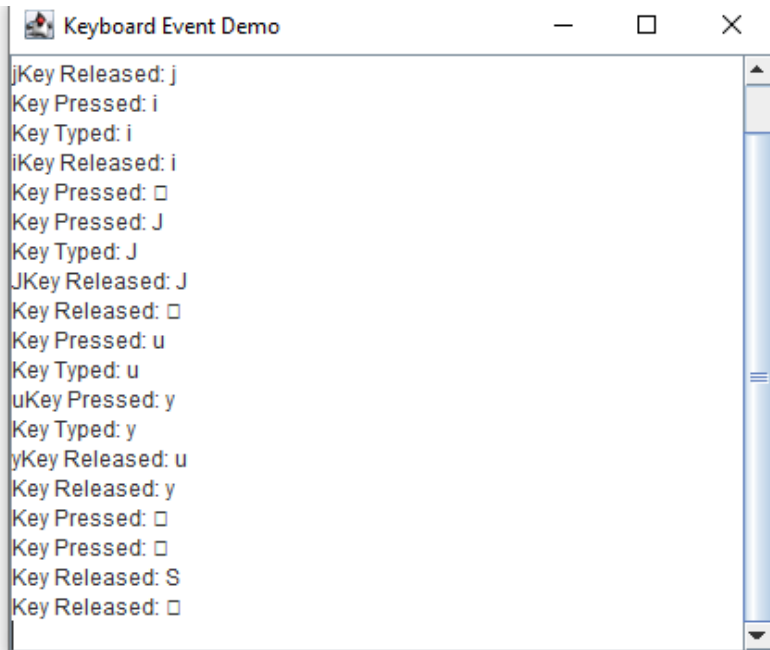 Keyboard Event Demo
jKey Released: j
Key Pressed: i
Key Typed: i
iKey Released: i
Key Pressed: □
Key Pressed: J
Key Typed: J
JKey Released: J
Key Released: □
Key Pressed: u
Key Typed: u
uKey Pressed: y
Key Typed: y
yKey Released: u
Key Released: y
Key Pressed: □
Key Pressed: □
Key Released: S
Key Released: □